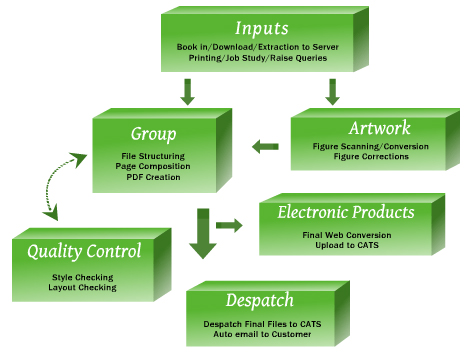 Inputs
Book in/Download/Extraction to Server
Printing/Job Study/Raise Queries
Group
File Structuring
Page Composition
PDF Creation
Artwork
Figure Scanning/Conversion
Figure Corrections
Electronic Products
Final Web Conversion
Upload to CATS
Quality Control
Style Checking
Layout Checking
Despatch
Despatch Final Files to CATS
Auto email to Customer